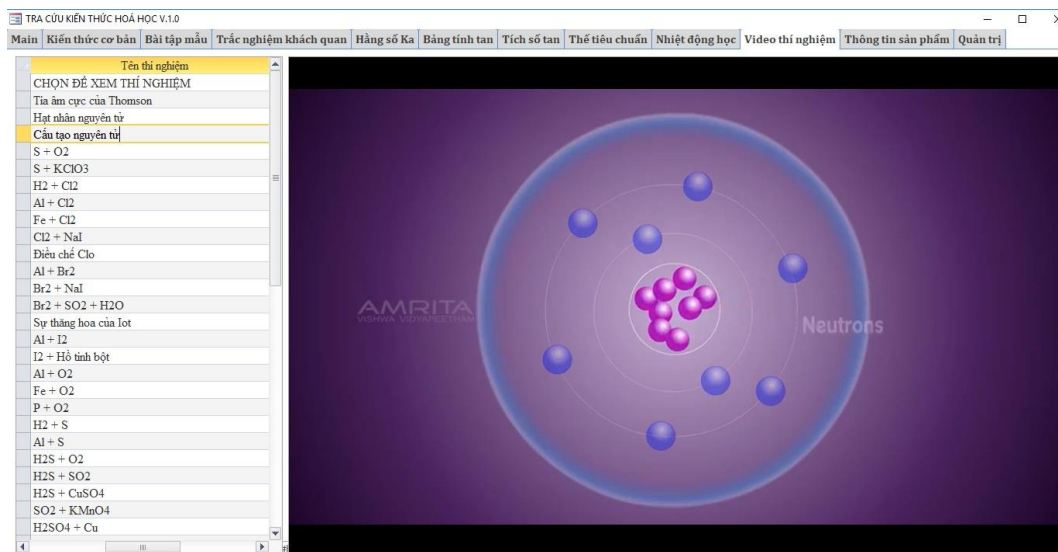 TRA CỨU KIẾN THỨC HOÁ HỌC V.1.0
Main Kiến thức cơ bản Bài tập mẫu Trắc nghiệm khách quan Hằng số Ka Bảng tính tan Tích số tan Thế tiêu chuẩn Nhiệt động học Video thí nghiệm Thông tin sản phẩm Quản trị
Tên thí nghiệm
CHỌN ĐỂ XEM THÍ NGHIỆM
Tia âm cực của Thomson
Hạt nhân nguyên tử
Cấu tạo nguyên tử
S + O2
S + KClO3
H2 + Cl2
Al + Cl2
Fe + Cl2
Cl2 + NaI
Điều chế Clo
Al + Br2
Br2 + NaI
Br2 + SO2 + H2O
Sự thăng hoa của Iot
Al + I2
I2 + Hồ tinh bột
Al + O2
Fe + O2
P + O2
H2 + S
Al + S
H2S + O2
H2S + SO2
H2S + CuSO4
SO2 + KMnO4
H2SO4 + Cu
AMRITA
VISHWA VIDYAPEETHAM
Neutrons